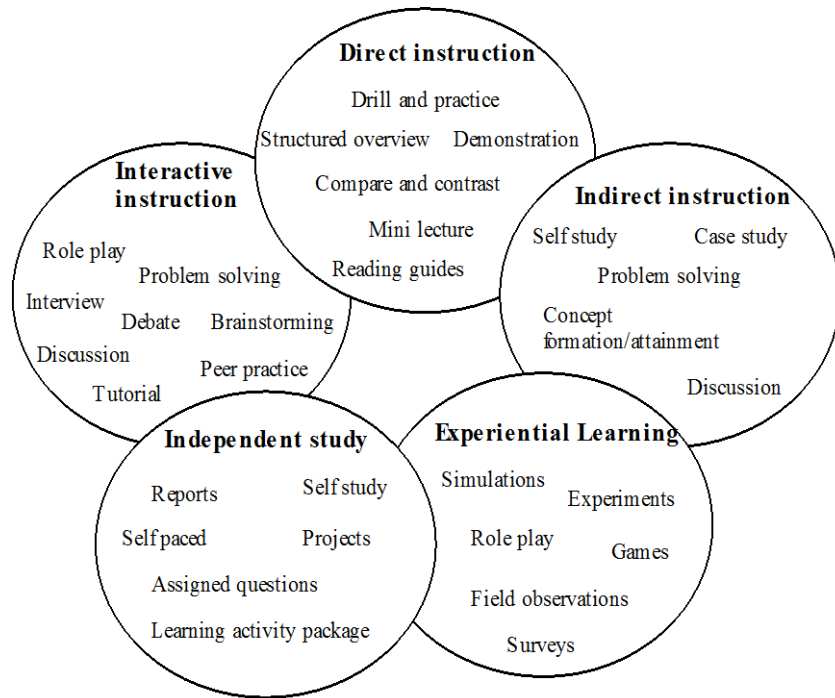 Direct instruction
Drill and practice
Structured overview
Demonstration
Compare and contrast
Mini lecture
Reading guides
Interactive
instruction
Role play
Problem solving
Interview
Debate
Brainstorming
Discussion
Peer practice
Tutorial
Indirect instruction
Self study
Case study
Problem solving
Concept
formation/attainment
Discussion
Independent study
Reports
Self study
Self paced
Projects
Assigned questions
Learning activity package
Experiential Learning
Simulations
Experiments
Role play
Games
Field observations
Surveys